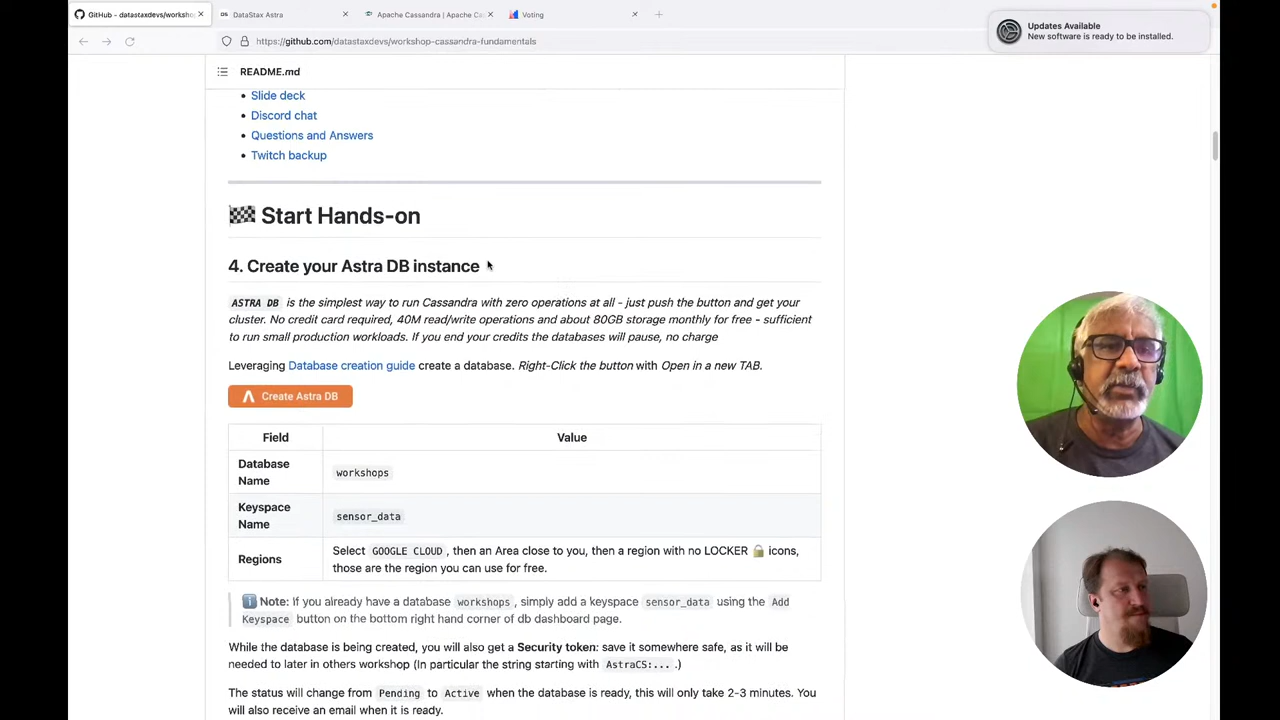 GitHub - datastaxdevs/worksho
DataStax Astra
Apache Cassandra | Apache Ca
Voting
https://github.com/datastaxdevs/workshop-cassandra-fundamentals
Updates Available
New software is ready to be installed.
README.md
Slide deck
Discord chat
Questions and Answers
Twitch backup
Start Hands-on
4. Create your Astra DB instance
ASTRA DB is the simplest way to run Cassandra with zero operations at all - just push the button and get your
cluster. No credit card required, 40M read/write operations and about 80GB storage monthly for free - sufficient
to run small production workloads. If you end your credits the databases will pause, no charge
Leveraging Database creation guide create a database. Right-Click the button with Open in a new TAB.
Create Astra DB
Field Value
Database
Name
workshops
Keyspace
Name
sensor_data
Regions
Select GOOGLE CLOUD, then an Area close to you, then a region with no LOCKER 🔒 icons,
those are the region you can use for free.
ℹ️ Note: If you already have a database workshops, simply add a keyspace sensor_data using the Add
Keyspace button on the bottom right hand corner of db dashboard page.
While the database is being created, you will also get a Security token: save it somewhere safe, as it will be
needed to later in others workshop (In particular the string starting with AstraCS:... .)
The status will change from Pending to Active when the database is ready, this will only take 2-3 minutes. You
will also receive an email when it is ready.